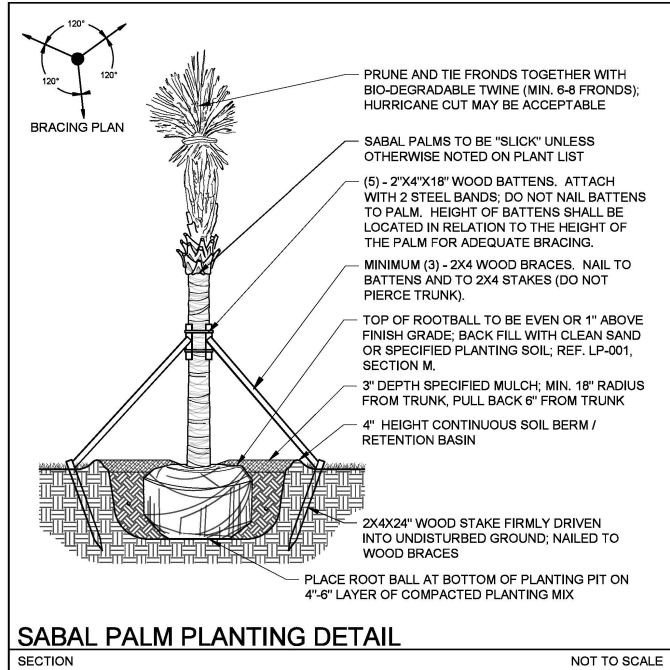 120°
120°
120°
BRACING PLAN
PRUNE AND TIE FRONDS TOGETHER WITH
BIO-DEGRADABLE TWINE (MIN. 6-8 FRONDS);
HURRICANE CUT MAY BE ACCEPTABLE
SABAL PALMS TO BE "SLICK" UNLESS
OTHERWISE NOTED ON PLANT LIST
(5) - 2"X4"X18" WOOD BATTENS. ATTACH
WITH 2 STEEL BANDS; DO NOT NAIL BATTENS
TO PALM. HEIGHT OF BATTENS SHALL BE
LOCATED IN RELATION TO THE HEIGHT OF
THE PALM FOR ADEQUATE BRACING.
MINIMUM (3) - 2X4 WOOD BRACES. NAIL TO
BATTENS AND TO 2X4 STAKES (DO NOT
PIERCE TRUNK).
TOP OF ROOTBALL TO BE EVEN OR 1" ABOVE
FINISH GRADE; BACK FILL WITH CLEAN SAND
OR SPECIFIED PLANTING SOIL; REF. LP-001,
SECTION M.
3" DEPTH SPECIFIED MULCH; MIN. 18" RADIUS
FROM TRUNK, PULL BACK 6" FROM TRUNK
4" HEIGHT CONTINUOUS SOIL BERM /
RETENTION BASIN
2X4X24" WOOD STAKE FIRMLY DRIVEN
INTO UNDISTURBED GROUND; NAILED TO
WOOD BRACES
PLACE ROOT BALL AT BOTTOM OF PLANTING PIT ON
4"-6" LAYER OF COMPACTED PLANTING MIX
SABAL PALM PLANTING DETAIL
SECTION
NOT TO SCALE